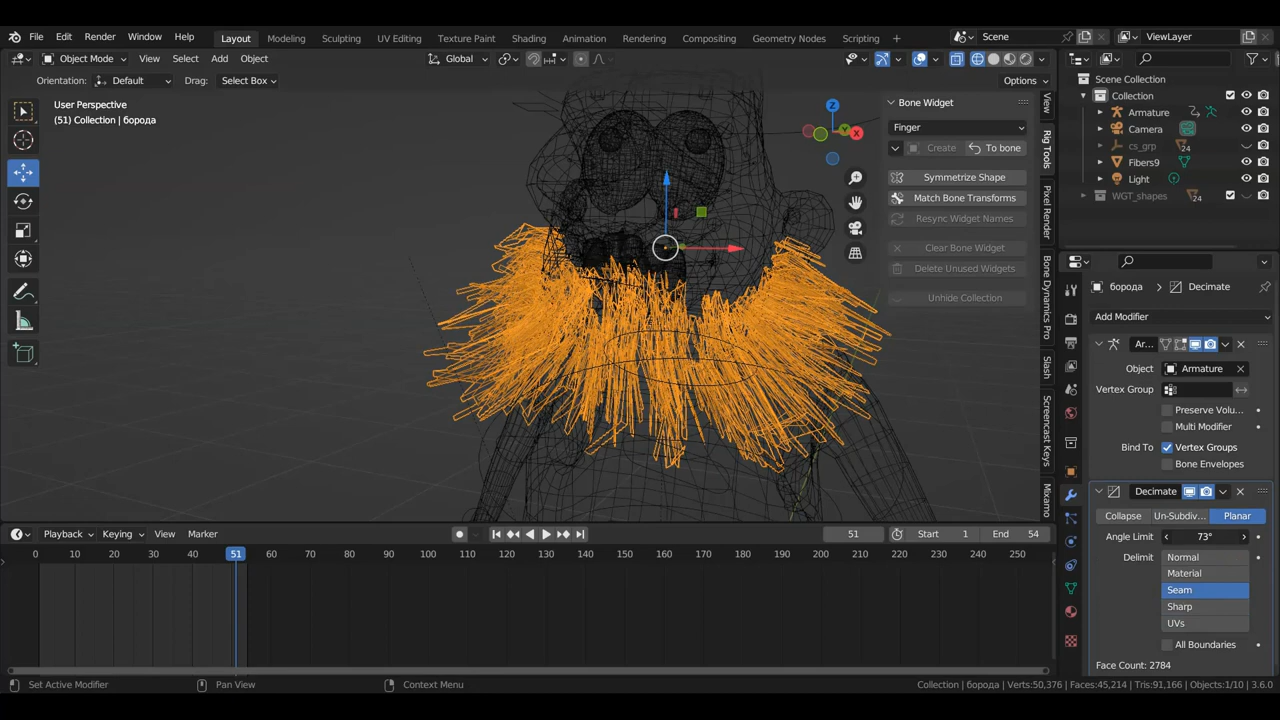 File Edit Render Window Help Layout Modeling Sculpting UV Editing Texture Paint Shading Animation Rendering Compositing Geometry Nodes Scripting + Scene ViewLayer
Object Mode View Select Add Object Global
Orientation: Default Drag: Select Box Options
User Perspective
(51) Collection | борода
Z
Y
X
Bone Widget
Finger
Create To bone
Symmetrize Shape
Match Bone Transforms
Resync Widget Names
Clear Bone Widget
Delete Unused Widgets
Unhide Collection
View
Rig Tools
Pixel Render
Bone Dynamics Pro
Slash
Screencast Keys
Mixamo
Scene Collection
Collection
Armature
Camera
cs_grp 24
Fibers9
Light
WGT_shapes 24
борода > Decimate
Add Modifier
Ar...
Object Armature
Vertex Group
Preserve Volu...
Multi Modifier
Bind To Vertex Groups
Bone Envelopes
Decimate
Collapse Un-Subdiv... Planar
Angle Limit 73°
Delimit Normal
Material
Seam
Sharp
UVs
All Boundaries
Face Count: 2784
Playback Keying View Marker 51 Start 1 End 54
0 10 20 30 40 51 60 70 80 90 100 110 120 130 140 150 160 170 180 190 200 210 220 230 240 250
Set Active Modifier Pan View Context Menu Collection | борода | Verts:50,376 | Faces:45,214 | Tris:91,166 | Objects:1/10 | 3.6.0